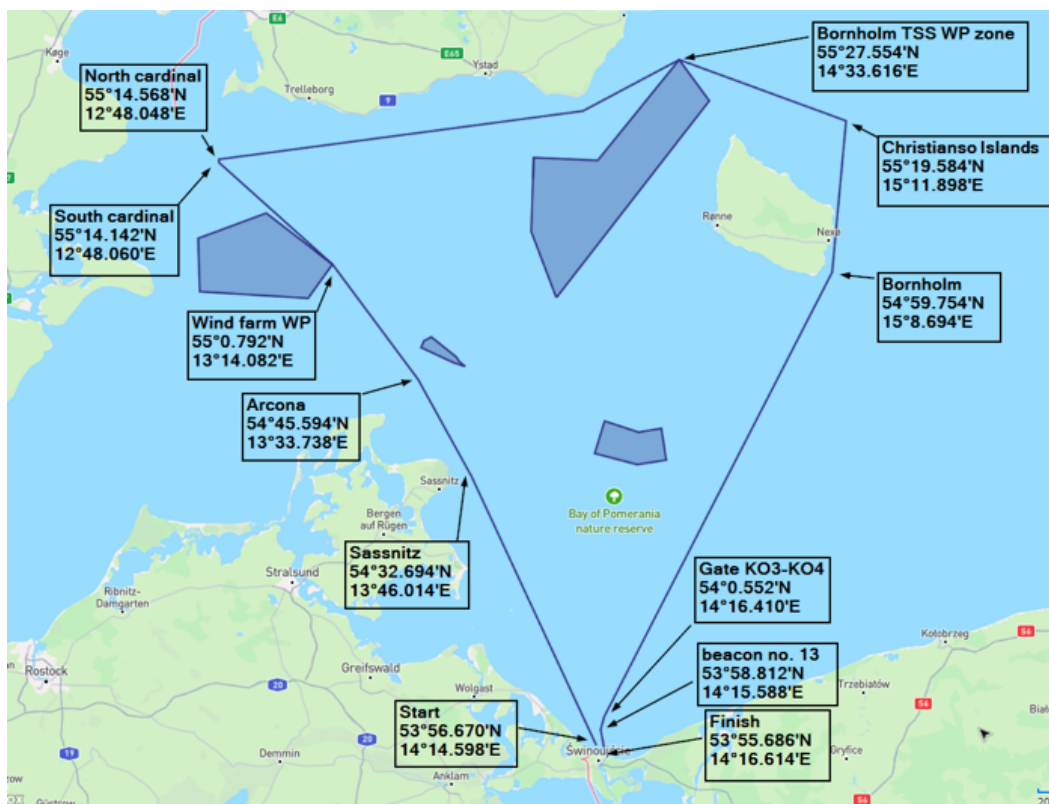 E6
Køge
E65
Ystad
Trelleborg
9
7
North cardinal
55°14.568'N
12°48.048'E
Bornholm TSS WP zone
55°27.554'N
14°33.616'E
Christianso Islands
55°19.584'N
15°11.898'E
South cardinal
55°14.142'N
12°48.060'E
Rønne
Nexø
Bornholm
54°59.754'N
15°8.694'E
Wind farm WP
55°0.792'N
13°14.082'E
Arcona
54°45.594'N
13°33.738'E
Sassnitz
Bay of Pomerania
nature reserve
Bergen
auf Rügen
Sassnitz
54°32.694'N
13°46.014'E
Stralsund
Ribnitz-
Damgarten
Gate KO3-KO4
54°0.552'N
14°16.410'E
Kołobrzeg
S6
beacon no. 13
53°58.812'N
14°15.588'E
Rostock
Greifswald
20
Wolgast
Trzebiatów
S6
Start
53°56.670'N
14°14.598'E
Finish
53°55.686'N
14°16.614'E
Świnoujście
Gryfice
19
20
Demmin
Anklam
Güstrow
S6
20